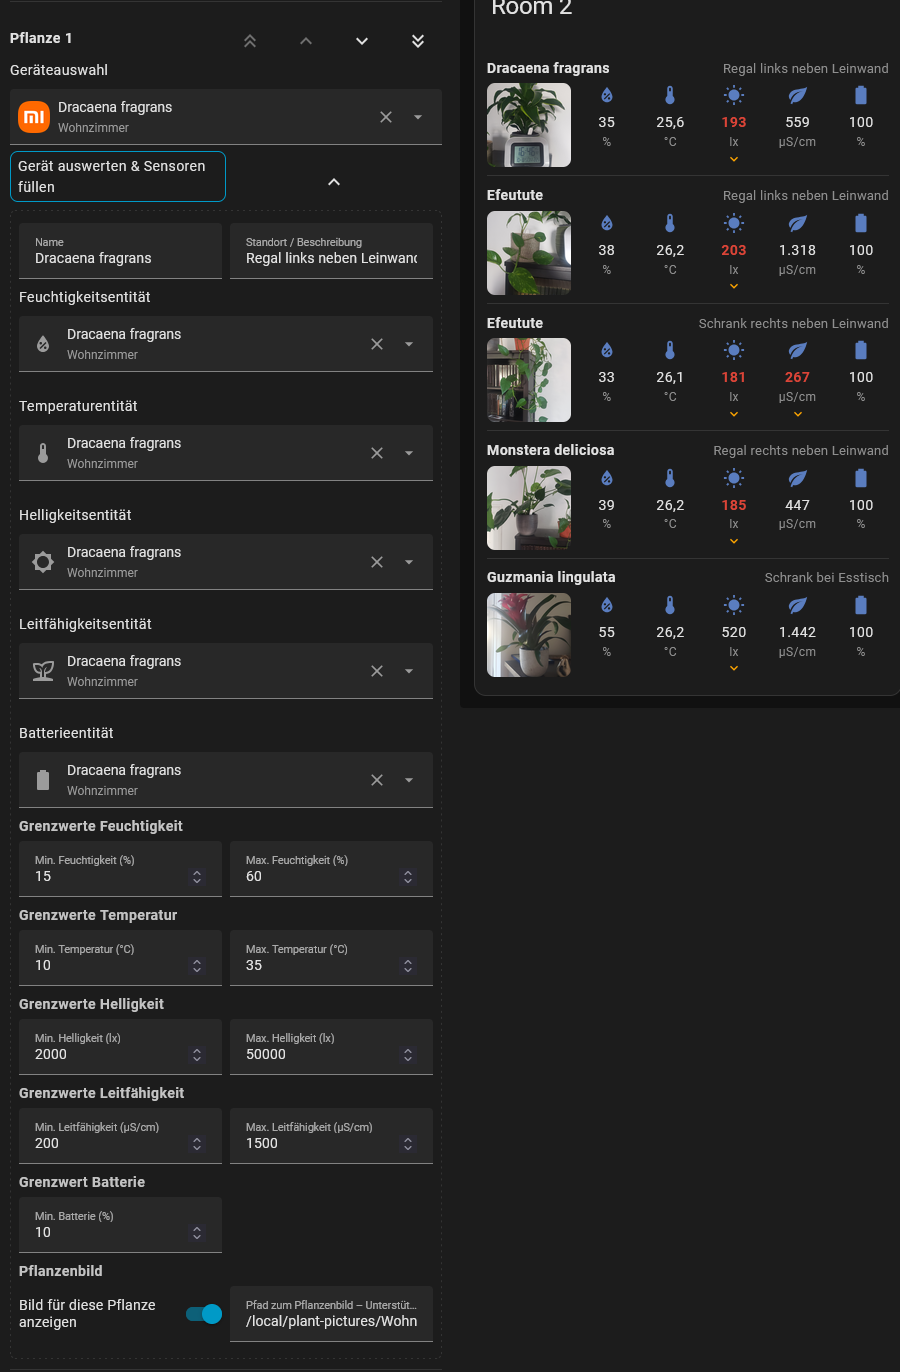 Pflanze 1
Geräteauswahl
mi
Dracaena fragrans
Wohnzimmer
Gerät auswerten & Sensoren
füllen
Name
Dracaena fragrans
Standort / Beschreibung
Regal links neben Leinwand
Feuchtigkeitsentität
Dracaena fragrans
Wohnzimmer
Temperaturentität
Dracaena fragrans
Wohnzimmer
Helligkeitsentität
Dracaena fragrans
Wohnzimmer
Leitfähigkeitsentität
Dracaena fragrans
Wohnzimmer
Batterieentität
Dracaena fragrans
Wohnzimmer
Grenzwerte Feuchtigkeit
Min. Feuchtigkeit (%)
15
Max. Feuchtigkeit (%)
60
Grenzwerte Temperatur
Min. Temperatur (°C)
10
Max. Temperatur (°C)
35
Grenzwerte Helligkeit
Min. Helligkeit (lx)
2000
Max. Helligkeit (lx)
50000
Grenzwerte Leitfähigkeit
Min. Leitfähigkeit (µS/cm)
200
Max. Leitfähigkeit (µS/cm)
1500
Grenzwert Batterie
Min. Batterie (%)
10
Pflanzenbild
Bild für diese Pflanze
anzeigen
Pfad zum Pflanzenbild – Unterstüt...
/local/plant-pictures/Wohn
Room 2
Dracaena fragrans Regal links neben Leinwand
35 25,6 193 559 100
% °C lx µS/cm %
Efeutute Regal links neben Leinwand
38 26,2 203 1.318 100
% °C lx µS/cm %
Efeutute Schrank rechts neben Leinwand
33 26,1 181 267 100
% °C lx µS/cm %
Monstera deliciosa Regal rechts neben Leinwand
39 26,2 185 447 100
% °C lx µS/cm %
Guzmania lingulata Schrank bei Esstisch
55 26,2 520 1.442 100
% °C lx µS/cm %